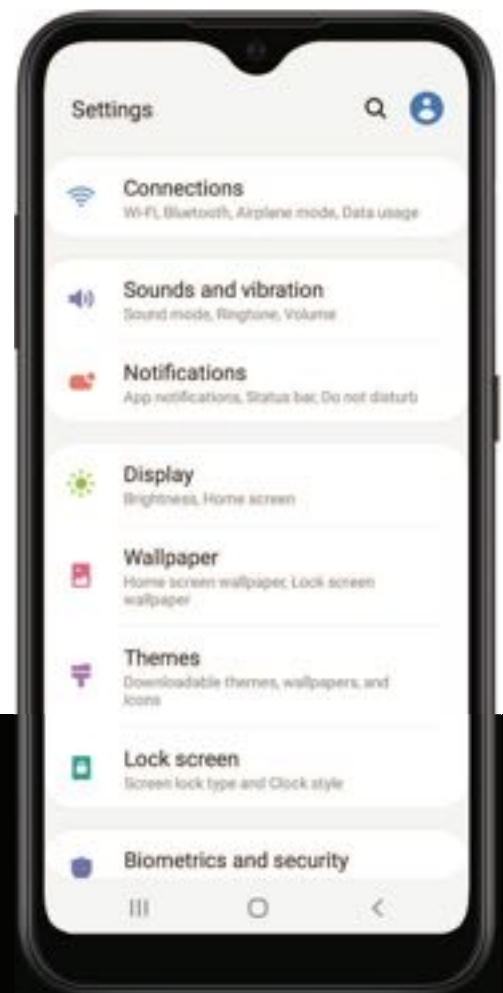 Settings
Connections
Wi-Fi, Bluetooth, Airplane mode, Data usage
Sounds and vibration
Sound mode, Ringtone, Volume
Notifications
App notifications, Status bar, Do not disturb
Display
Brightness, Home screen
Wallpaper
Home screen wallpaper, Lock screen
wallpaper
Themes
Downloadable themes, wallpapers, and
icons
Lock screen
Screen lock type and Clock style
Biometrics and security